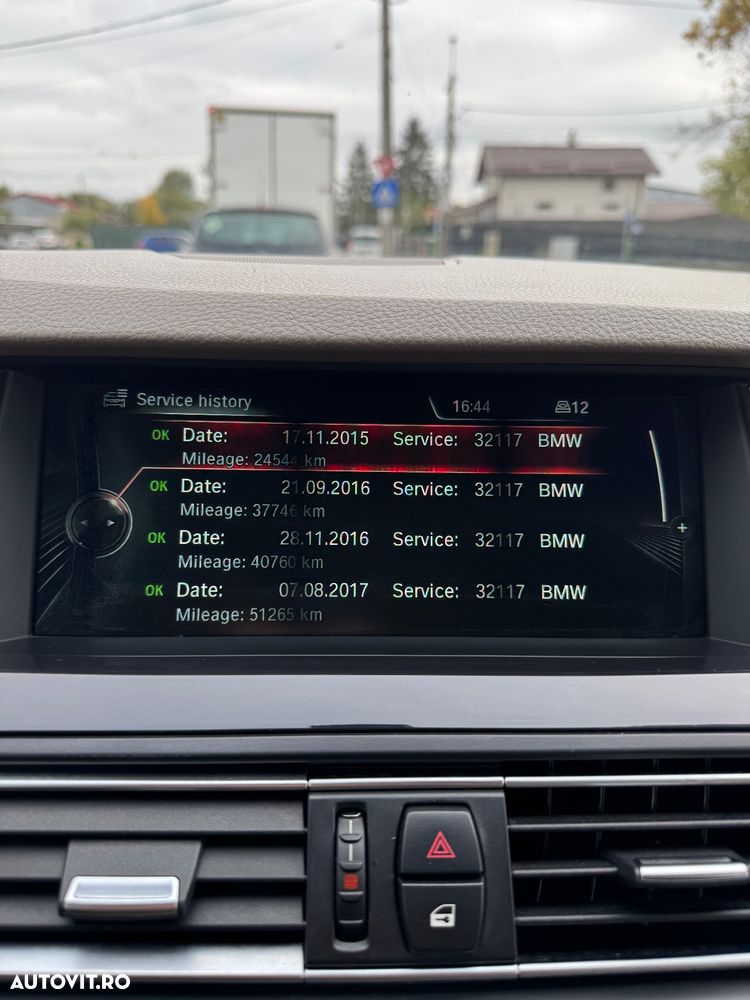 Service history 16:44 12
OK Date: 17.11.2015 Service: 32117 BMW
Mileage: 24544 km
OK Date: 21.09.2016 Service: 32117 BMW
Mileage: 37746 km
OK Date: 28.11.2016 Service: 32117 BMW
Mileage: 40760 km
OK Date: 07.08.2017 Service: 32117 BMW
Mileage: 51265 km
AUTOVIT.RO